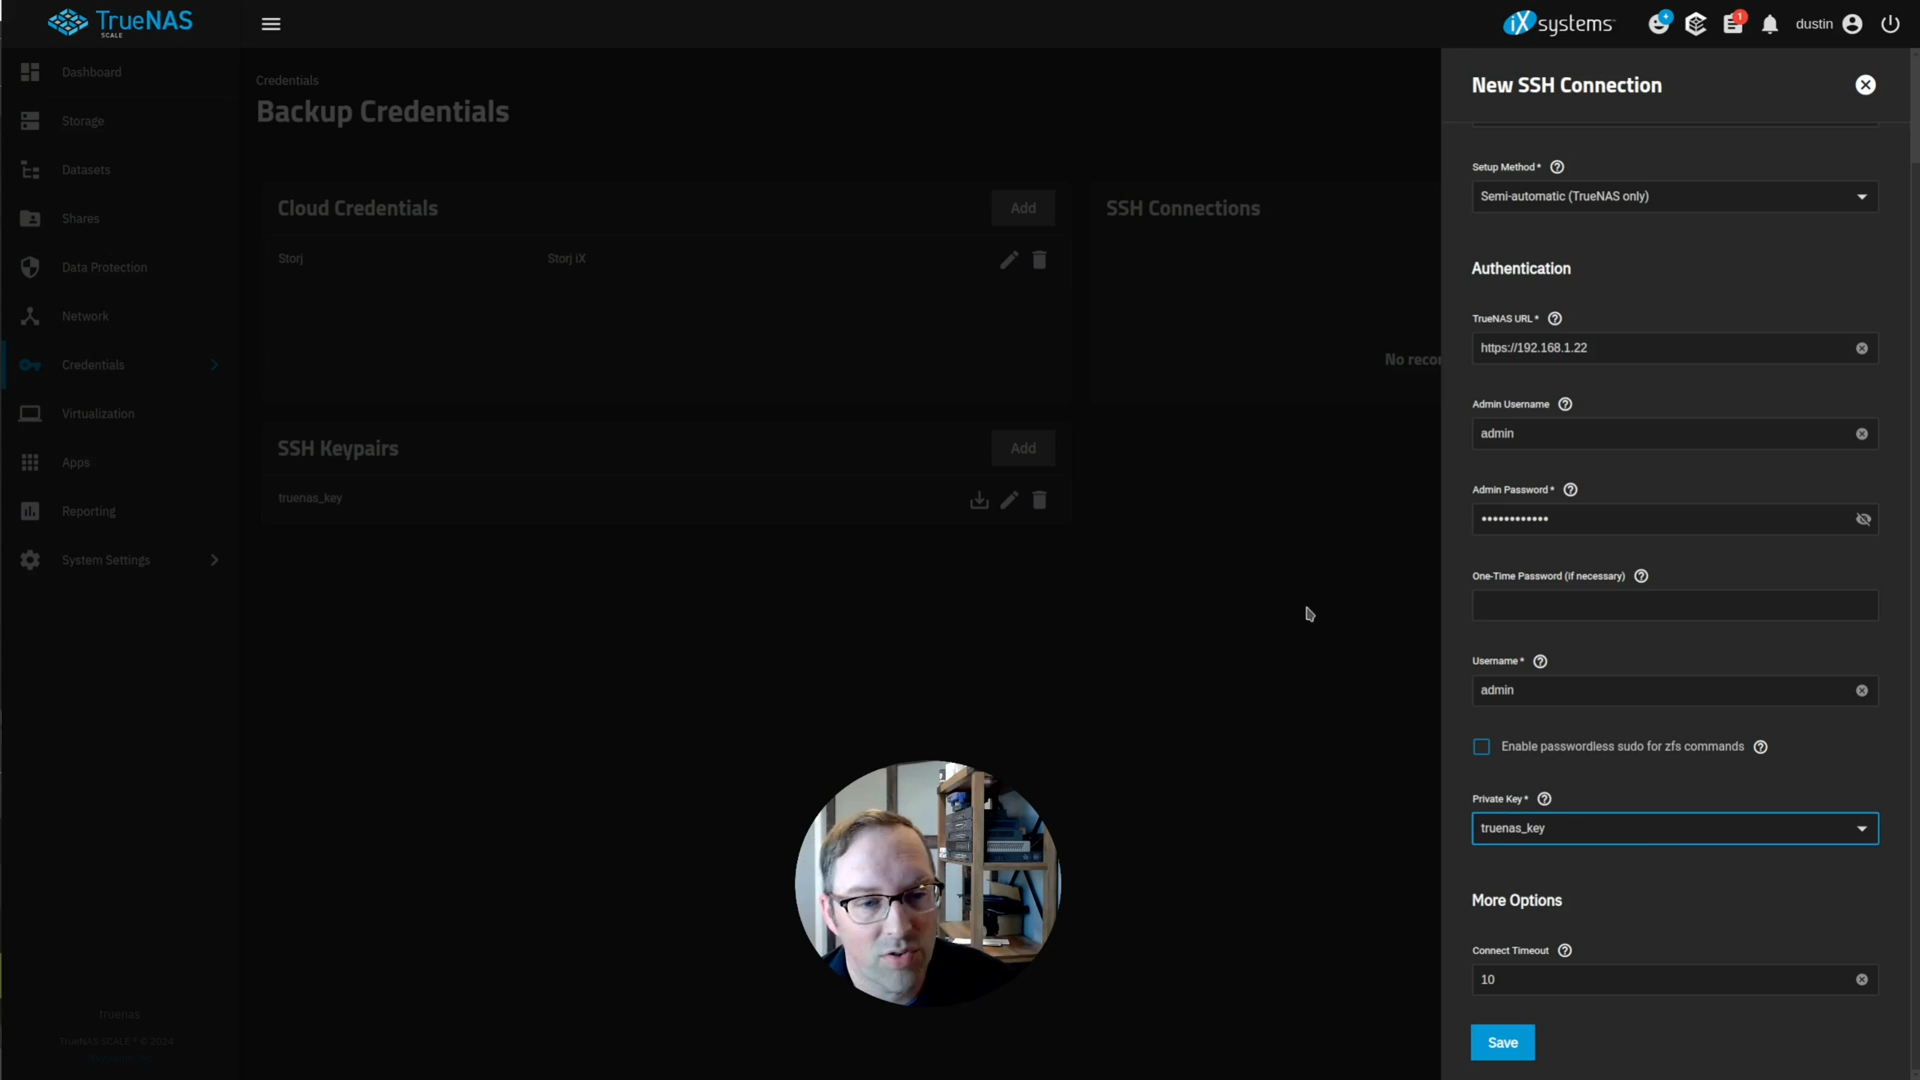 TrueNAS
SCALE
iXsystems
+
1
dustin
Dashboard
Storage
Datasets
Shares
Data Protection
Network
Credentials
Virtualization
Apps
Reporting
System Settings
truenas
TrueNAS SCALE ® © 2024
Credentials
Backup Credentials
Cloud Credentials
Add
Storj
Storj iX
SSH Connections
No recor
SSH Keypairs
Add
truenas_key
New SSH Connection
Setup Method *
Semi-automatic (TrueNAS only)
Authentication
TrueNAS URL *
https://192.168.1.22
Admin Username
admin
Admin Password *
••••••••••••
One-Time Password (if necessary)
Username *
admin
Enable passwordless sudo for zfs commands
Private Key *
truenas_key
More Options
Connect Timeout
10
Save